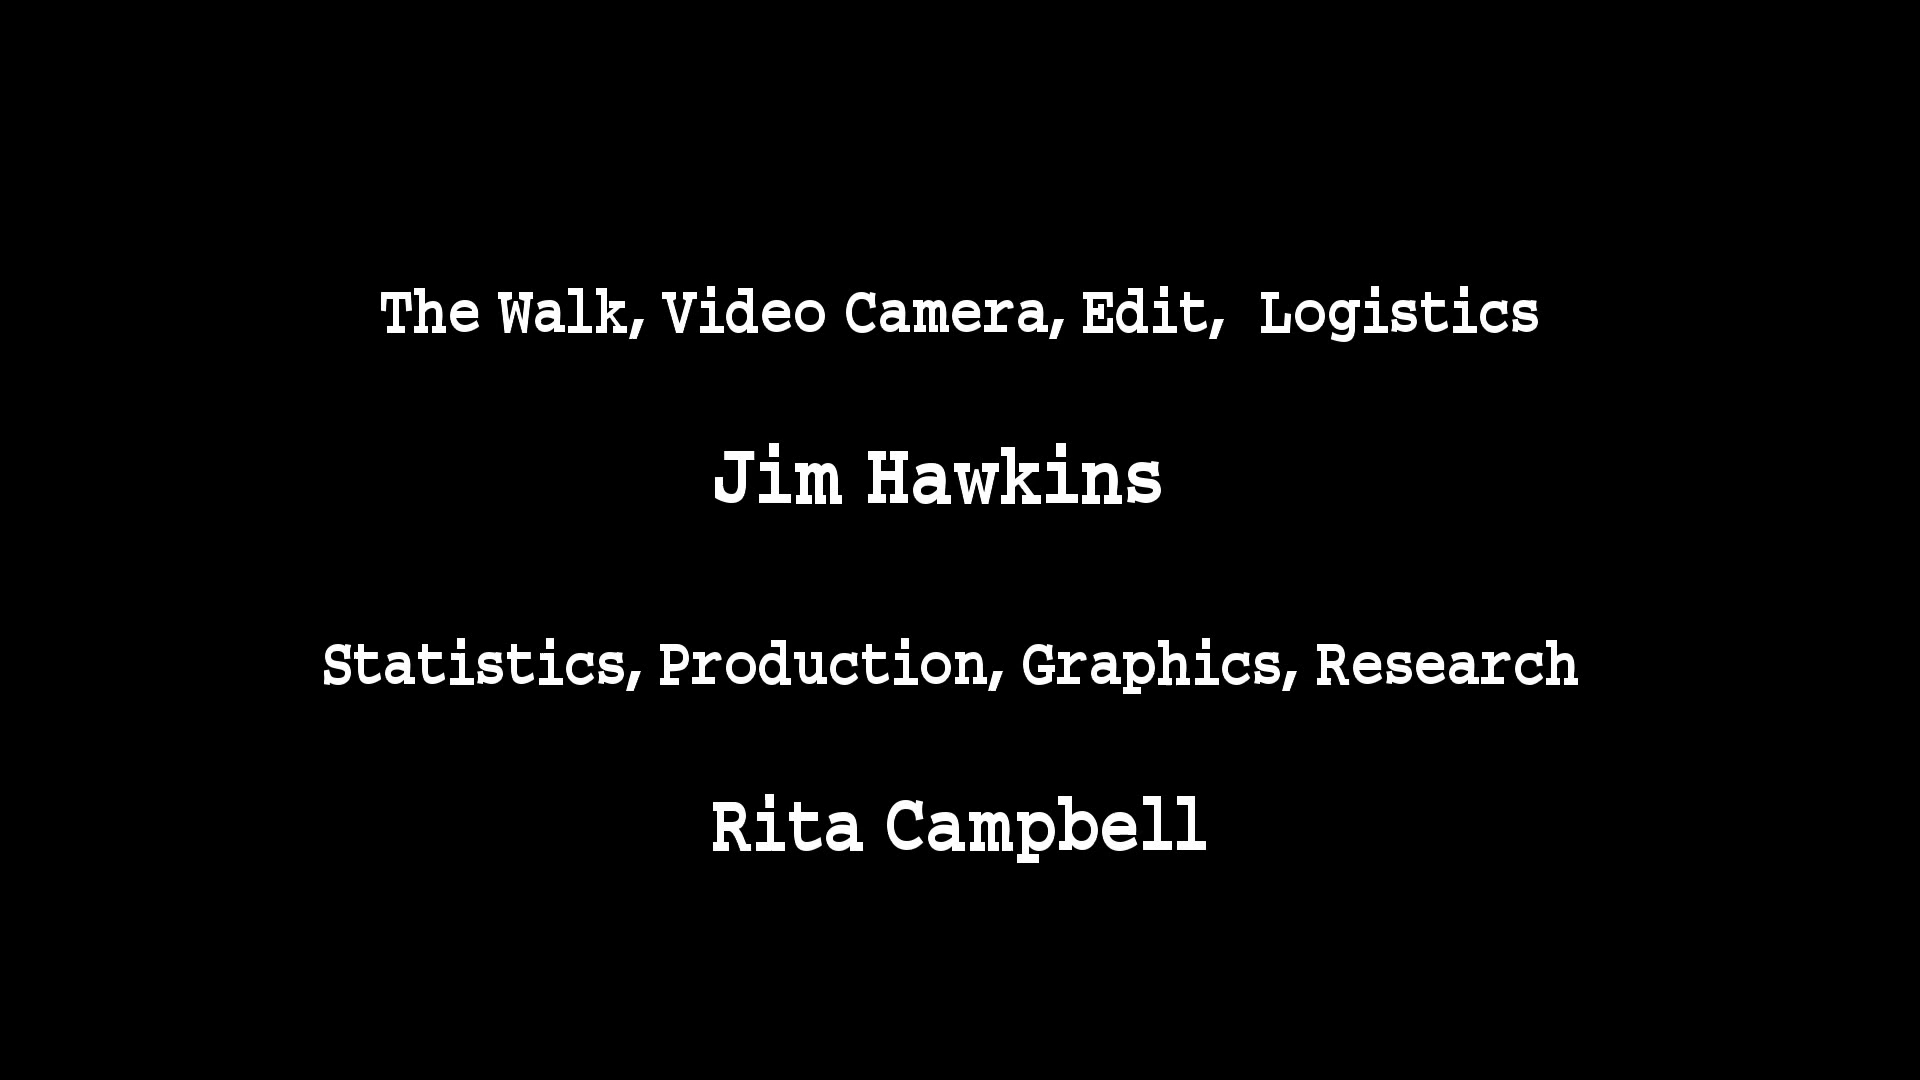 The Walk, Video Camera, Edit, Logistics
Jim Hawkins
Statistics, Production, Graphics, Research
Rita Campbell